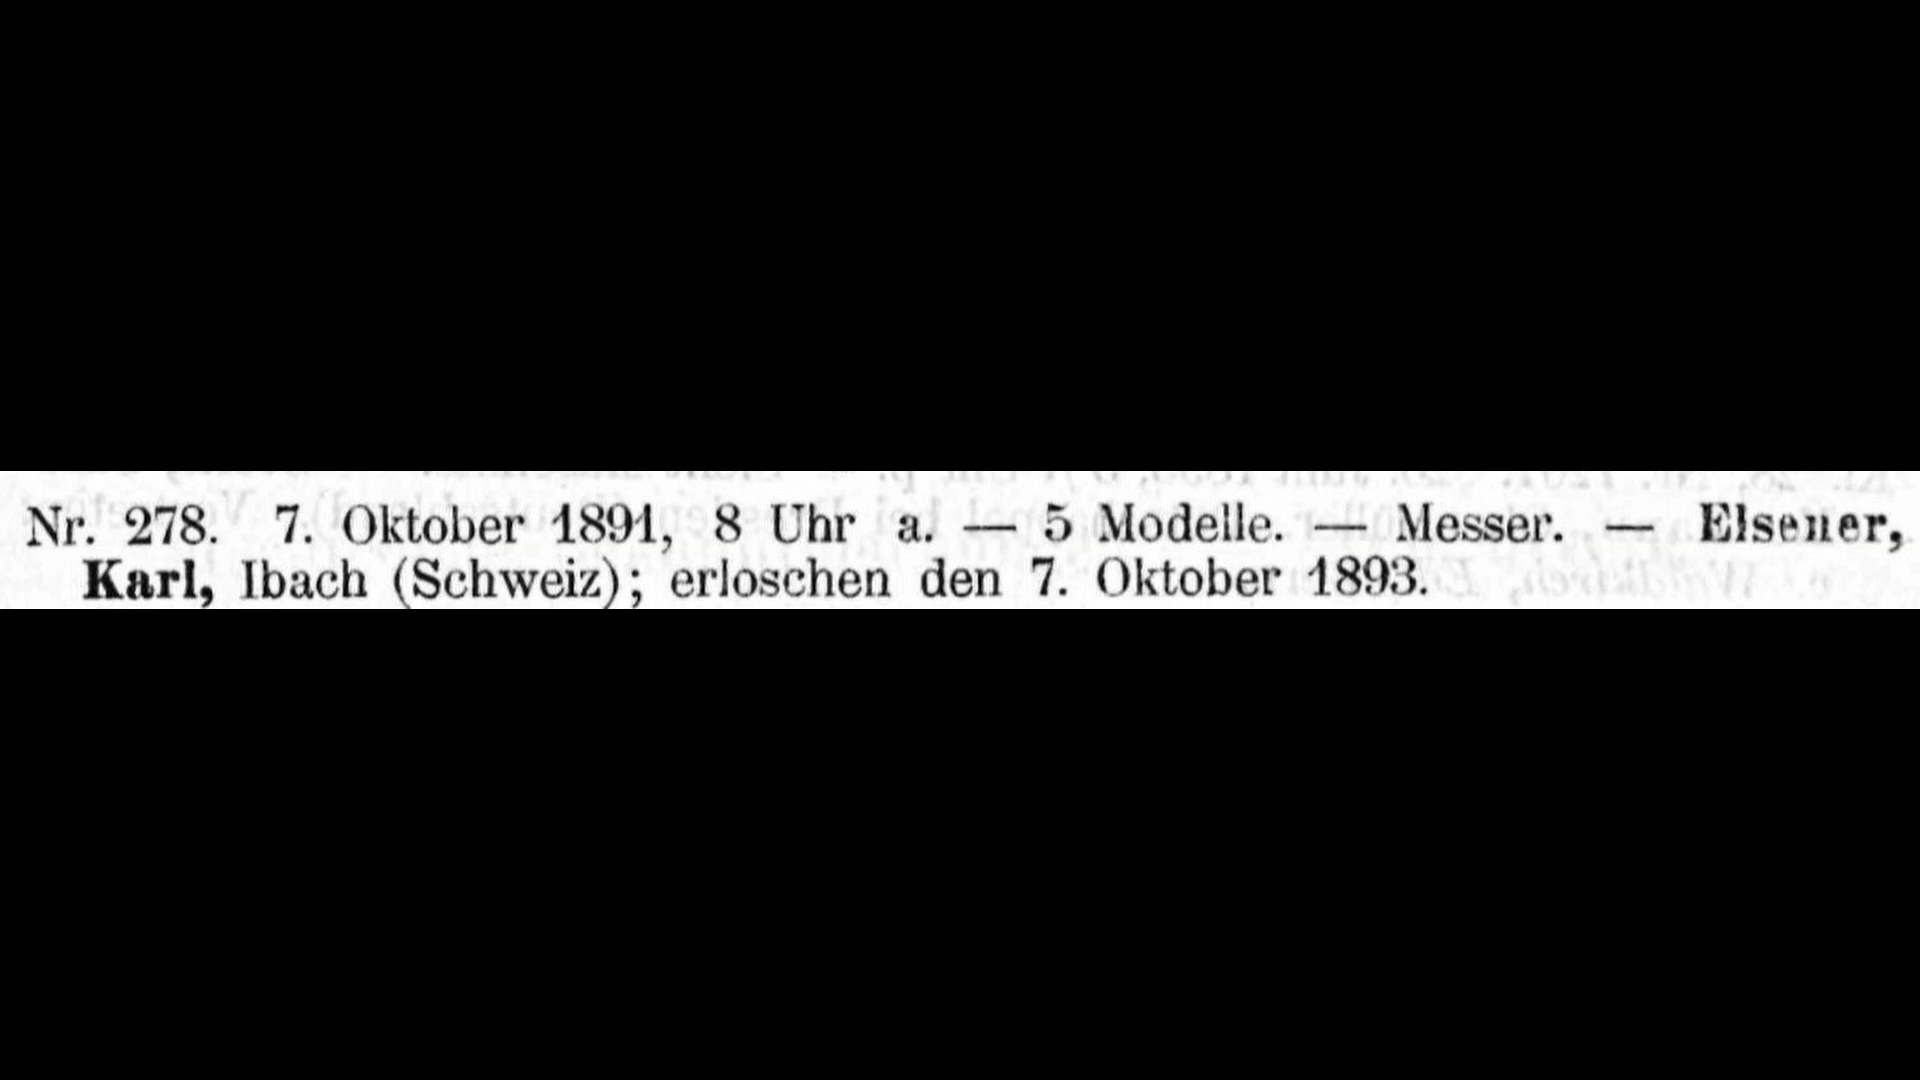 Nr. 278. 7. Oktober 1891, 8 Uhr a. — 5 Modelle. — Messer. — Elsener,
Karl, Ibach (Schweiz); erloschen den 7. Oktober 1893.